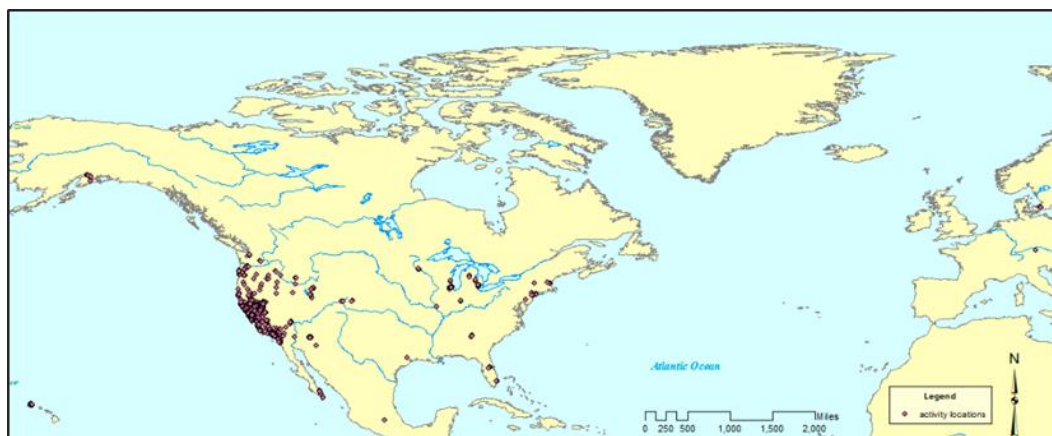 Atlantic Ocean
N
Legend
activity locations
Miles
0 250 500 1,000 1,500 2,000